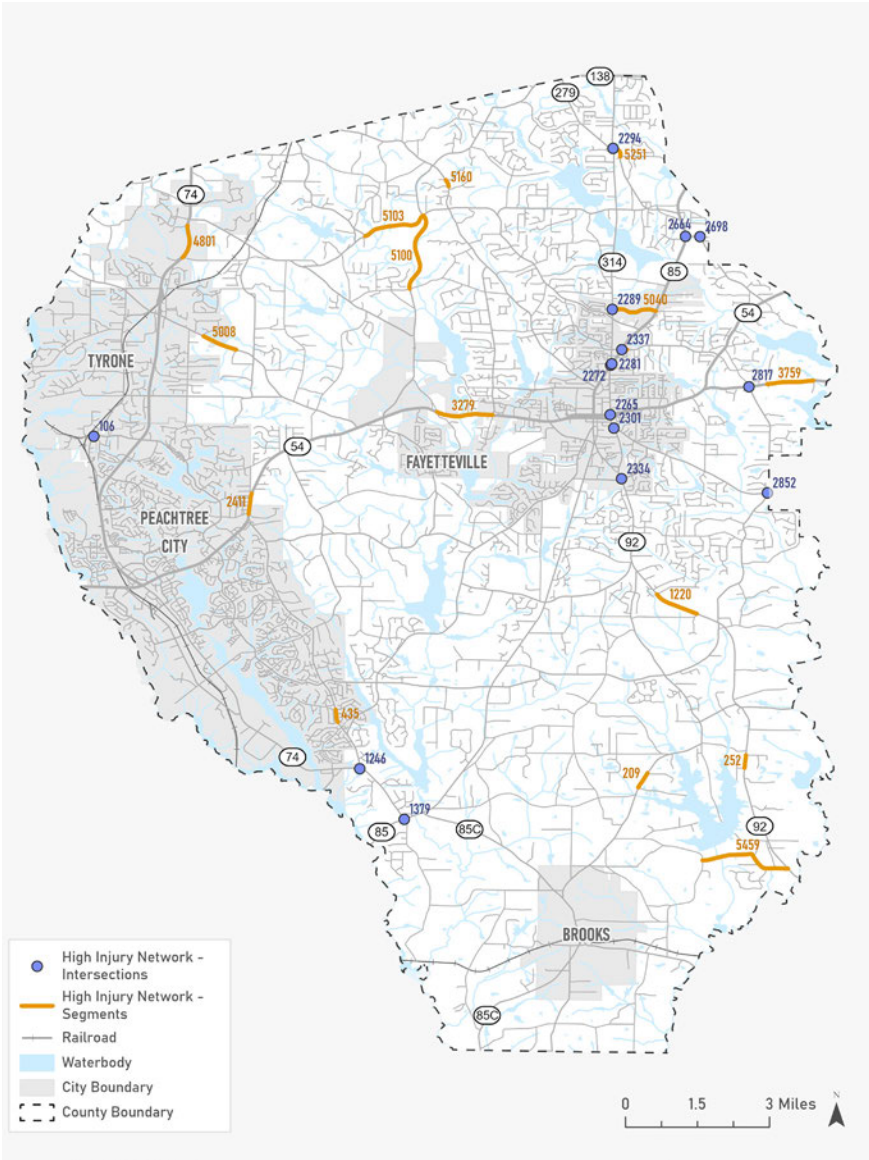 138
279
2294
5251
5160
74
5103
2664
2698
4801
5100
314
85
2289
5040
54
5008
2337
TYRONE
2281
2272
2817
3759
3279
2265
106
2301
54
FAYETTEVILLE
2334
2852
2411
PEACHTREE
CITY
92
1220
435
74
1246
252
209
1379
85
85C
92
5459
BROOKS
85C
High Injury Network -
Intersections
High Injury Network -
Segments
Railroad
Waterbody
City Boundary
County Boundary
0 1.5 3 Miles
N